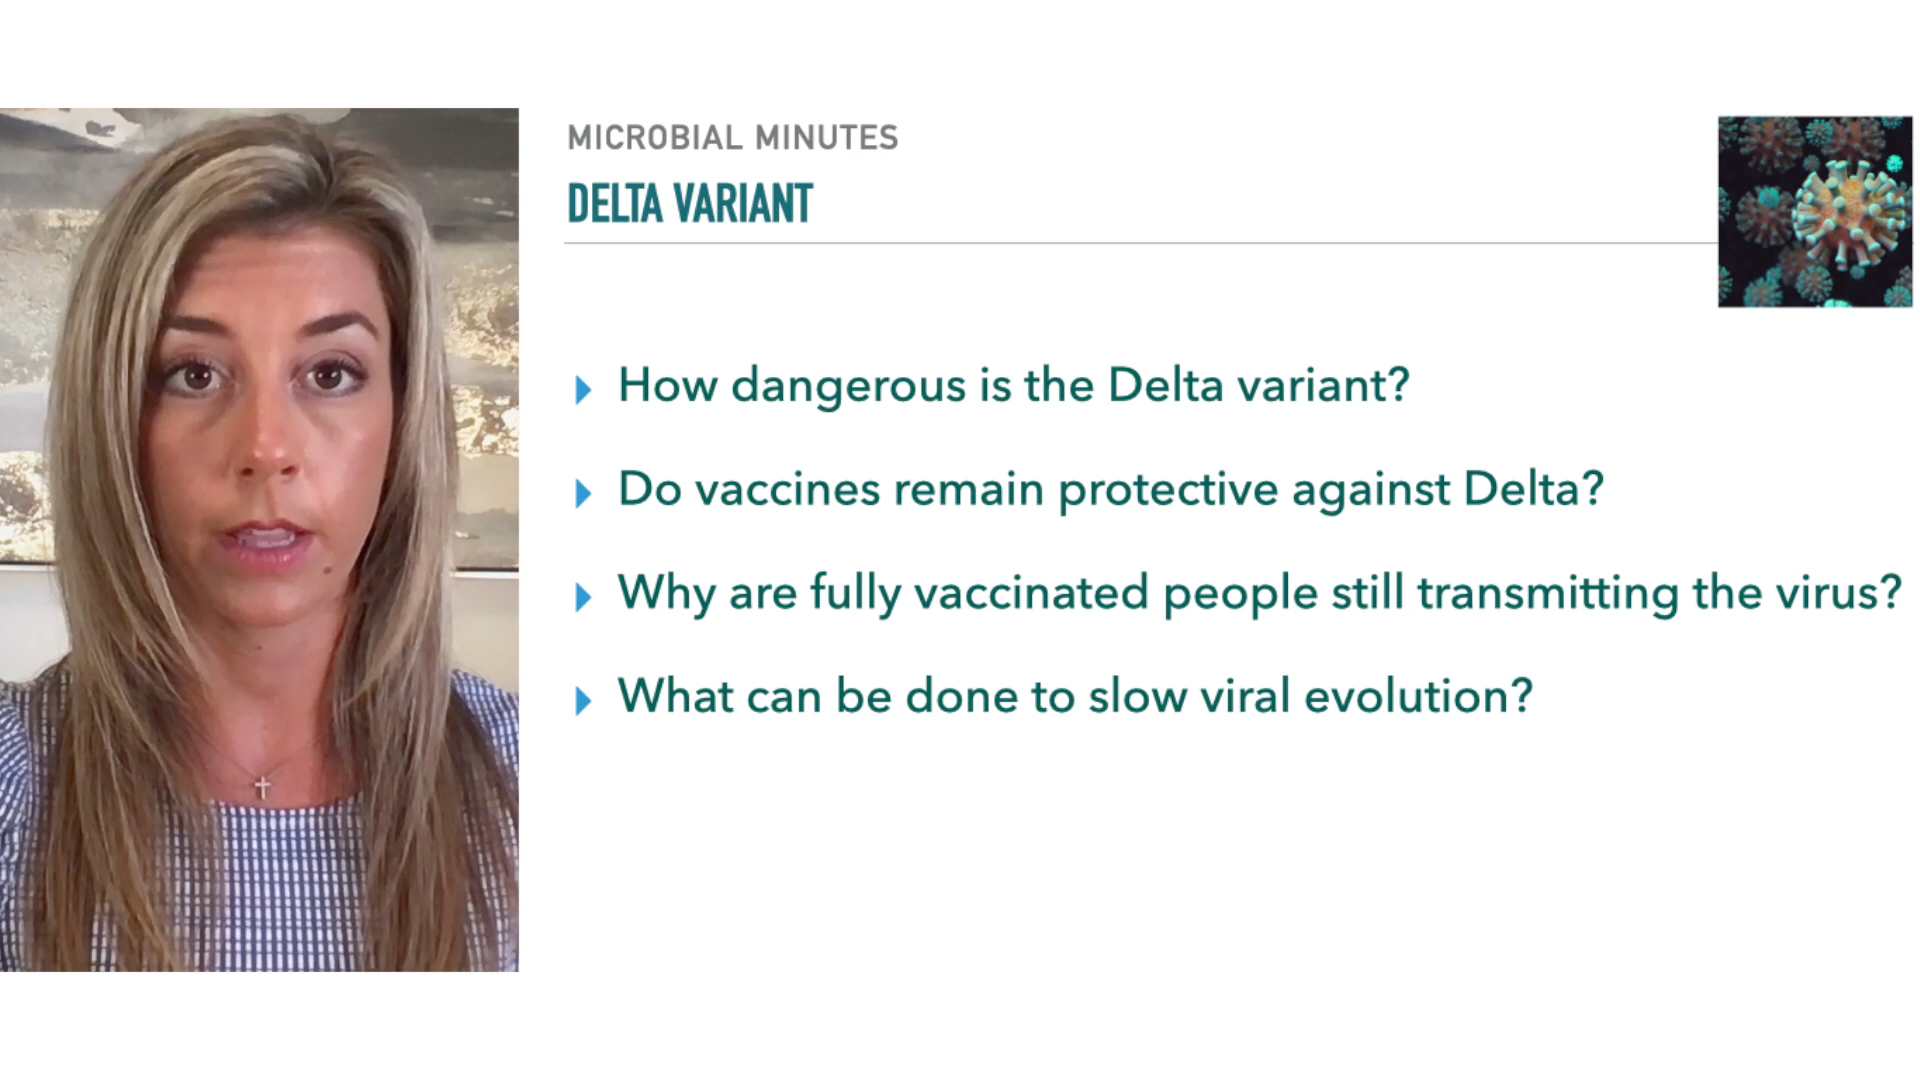 MICROBIAL MINUTES
DELTA VARIANT
How dangerous is the Delta variant?
Do vaccines remain protective against Delta?
Why are fully vaccinated people still transmitting the virus?
What can be done to slow viral evolution?